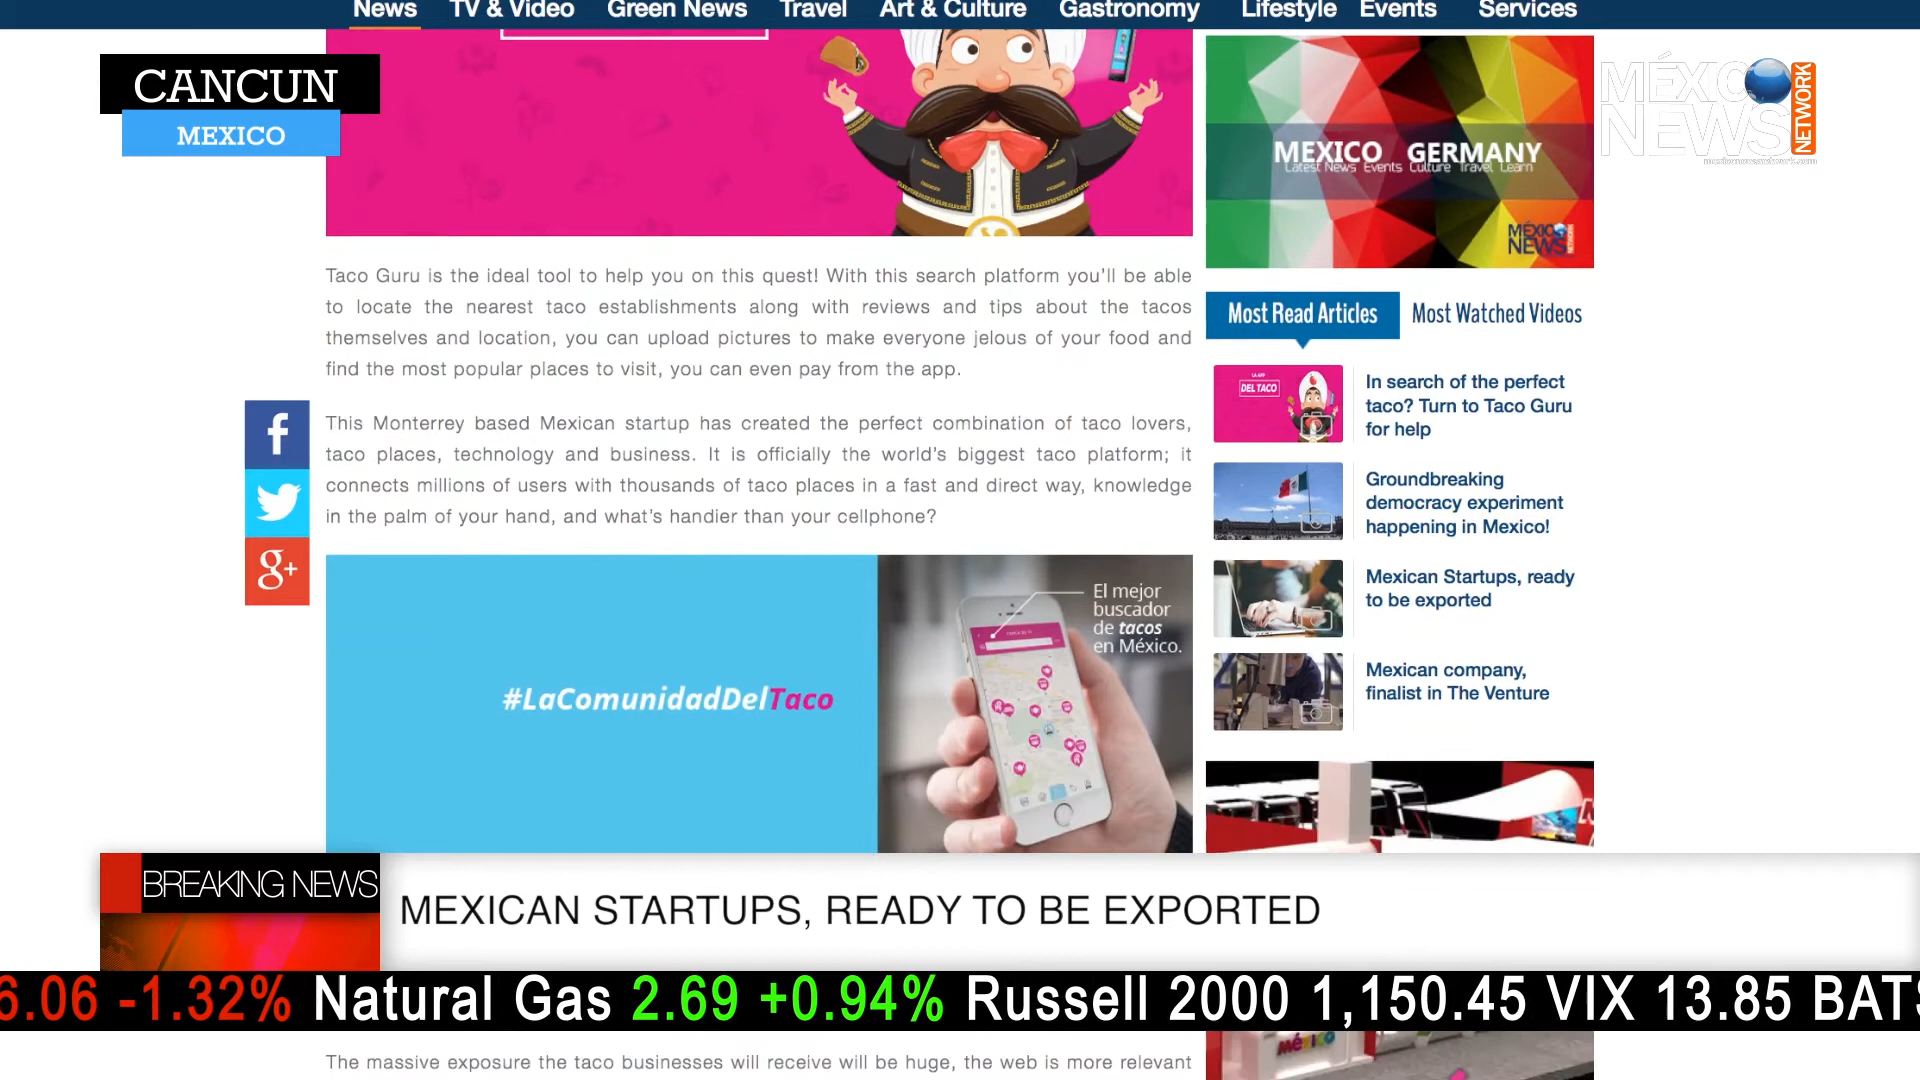 News TV & Video Green News Travel Art & Culture Gastronomy Lifestyle Events Services
CANCUN
MEXICO
MÉXICO
NEWS
NETWORK
mexiconewsnetwork.com
MEXICO GERMANY
Latest News Events Culture Travel Learn
MÉXICO
NEWS
NETWORK
Taco Guru is the ideal tool to help you on this quest! With this search platform you'll be able
to locate the nearest taco establishments along with reviews and tips about the tacos
themselves and location, you can upload pictures to make everyone jelous of your food and
find the most popular places to visit, you can even pay from the app.
This Monterrey based Mexican startup has created the perfect combination of taco lovers,
taco places, technology and business. It is officially the world's biggest taco platform; it
connects millions of users with thousands of taco places in a fast and direct way, knowledge
in the palm of your hand, and what's handier than your cellphone?
f
g+
Most Read Articles Most Watched Videos
LA APP
DEL TACO
In search of the perfect
taco? Turn to Taco Guru
for help
Groundbreaking
democracy experiment
happening in Mexico!
Mexican Startups, ready
to be exported
Mexican company,
finalist in The Venture
#LaComunidadDelTaco
El mejor
buscador
de tacos
en México.
BREAKING NEWS
MEXICAN STARTUPS, READY TO BE EXPORTED
6.06 -1.32% Natural Gas 2.69 +0.94% Russell 2000 1,150.45 VIX 13.85 BATS
méxico
The massive exposure the taco businesses will receive will be huge, the web is more relevant